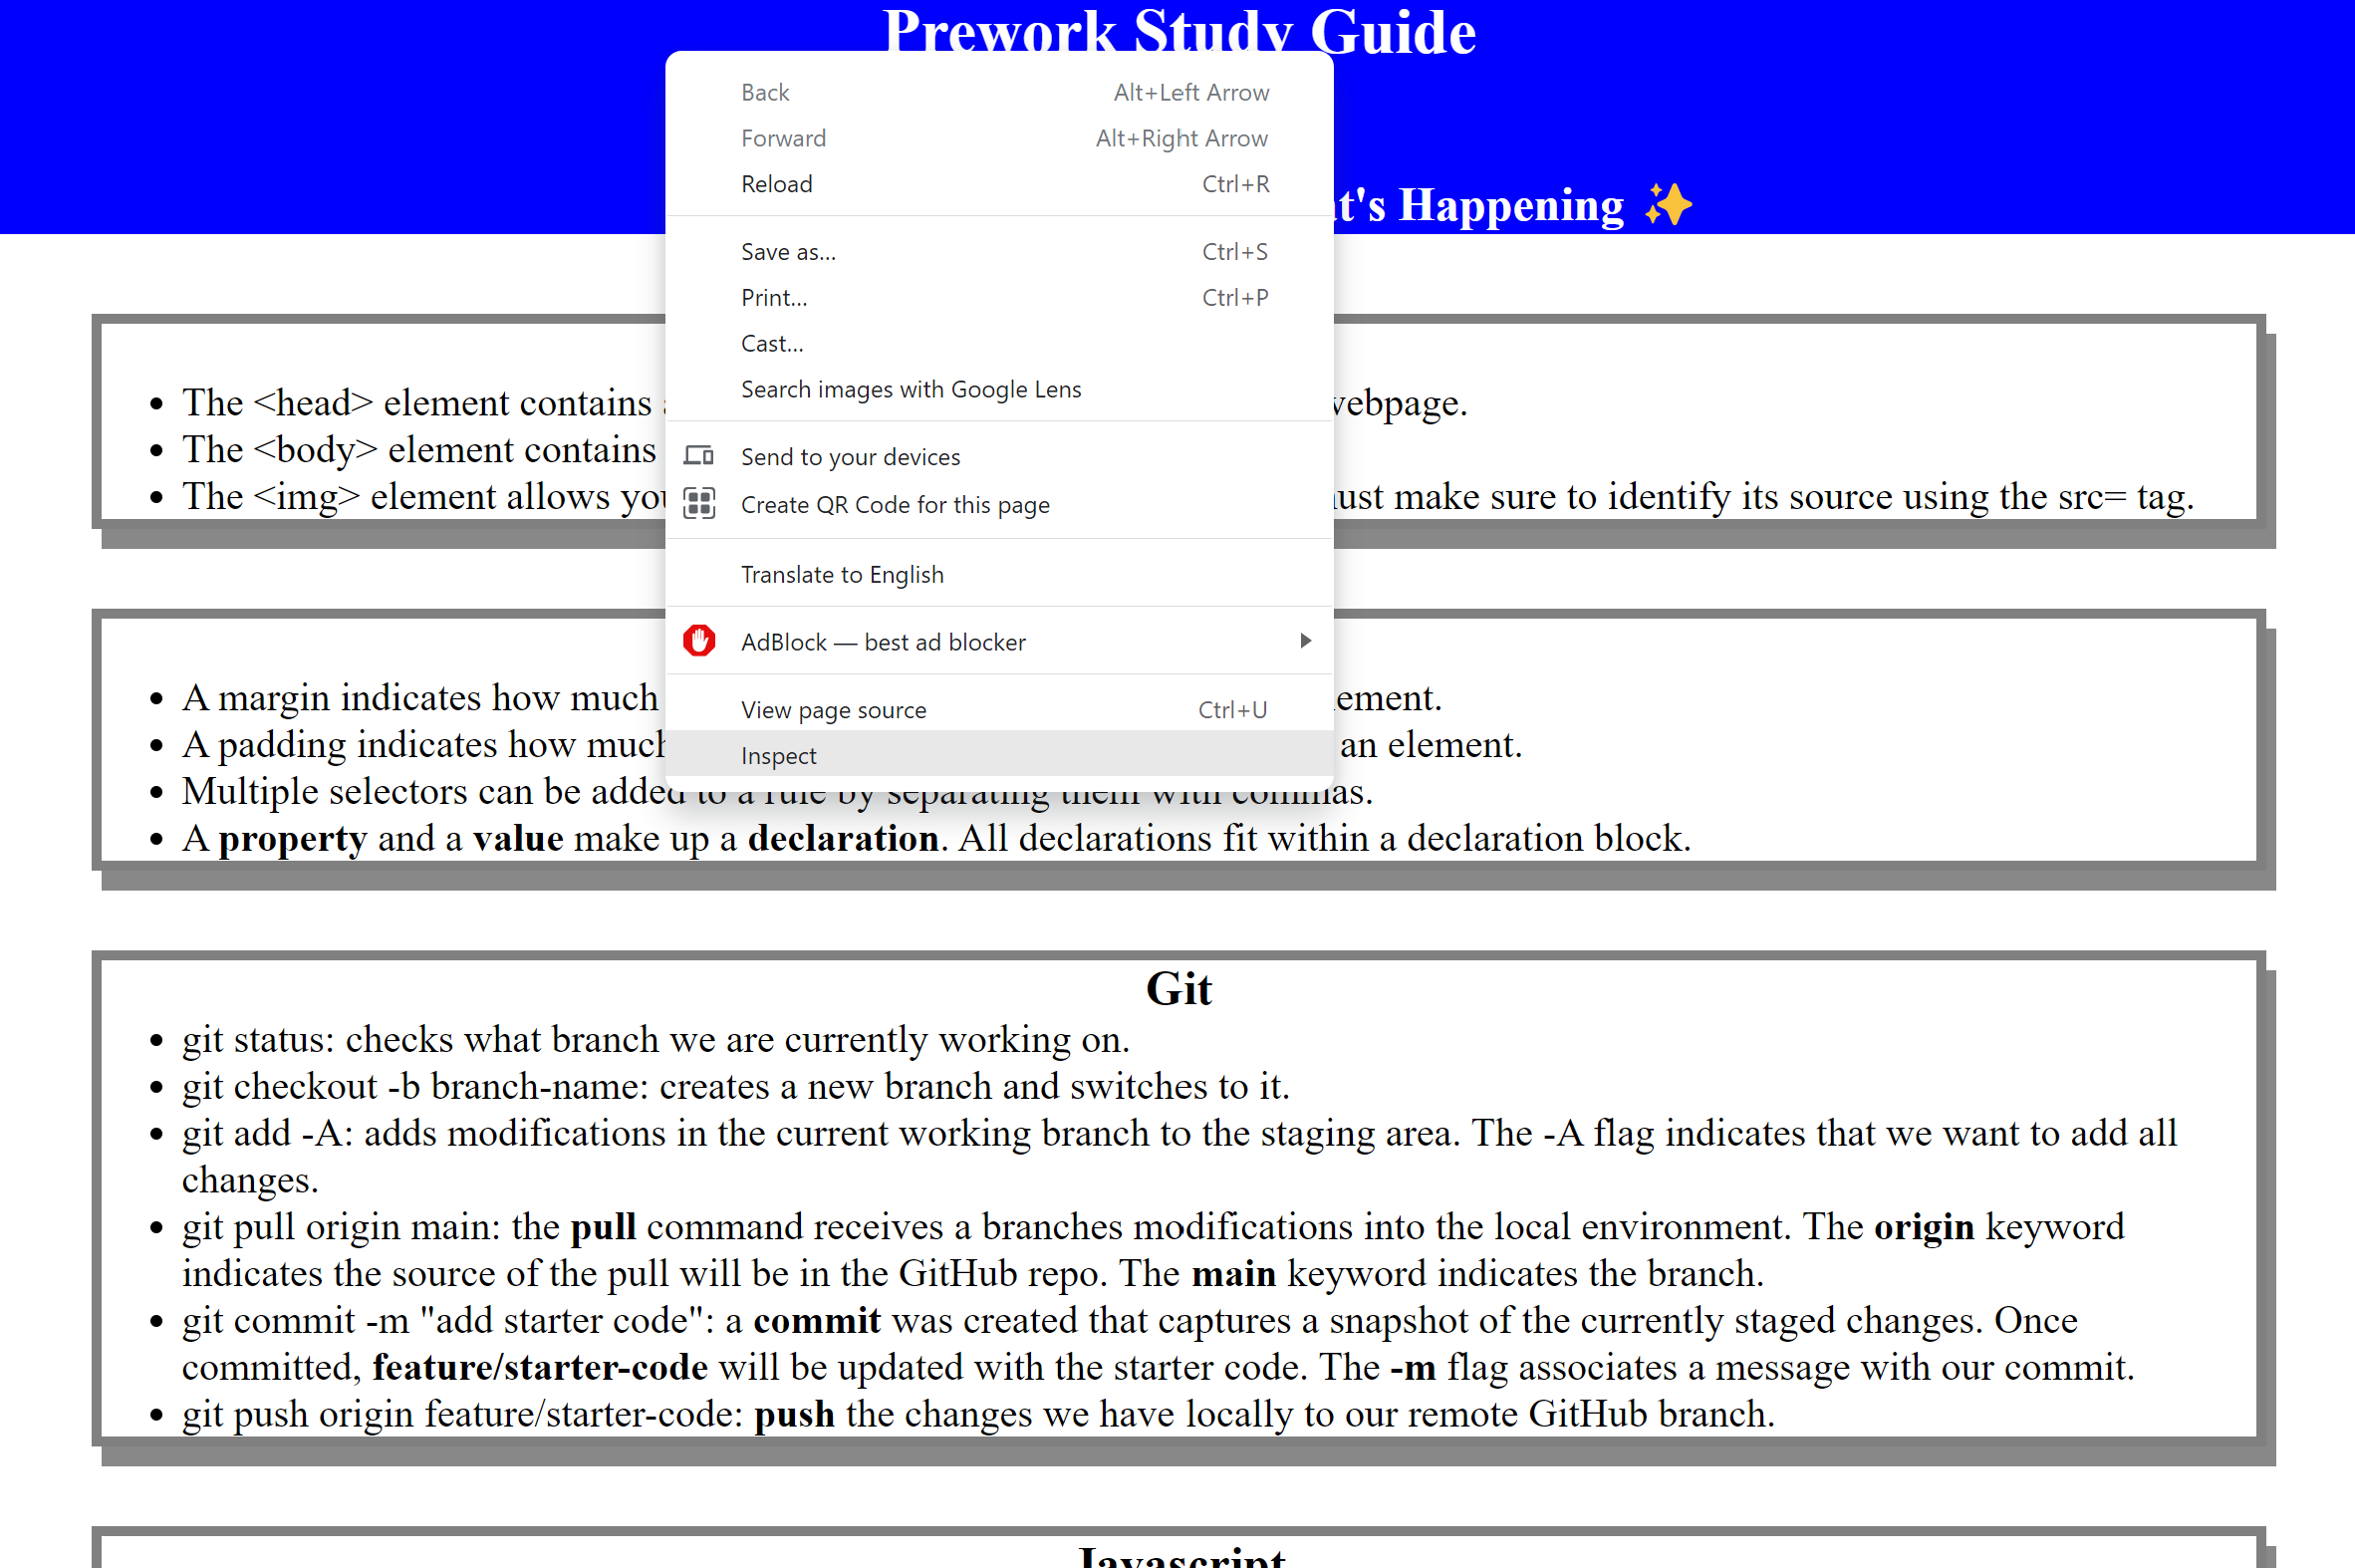 Prework Study Guide
Back Alt+Left Arrow
Forward Alt+Right Arrow
Reload Ctrl+R
't's Happening ✨
Save as... Ctrl+S
Print... Ctrl+P
Cast...
Search images with Google Lens
The <head> element contains webpage.
Send to your devices
The <body> element contains
Create QR Code for this page
The <img> element allows you must make sure to identify its source using the src= tag.
Translate to English
AdBlock — best ad blocker
A margin indicates how much element.
View page source Ctrl+U
A padding indicates how much an element.
Inspect
Multiple selectors can be added to a rule by separating them with commas.
A property and a value make up a declaration. All declarations fit within a declaration block.
Git
git status: checks what branch we are currently working on.
git checkout -b branch-name: creates a new branch and switches to it.
git add -A: adds modifications in the current working branch to the staging area. The -A flag indicates that we want to add all
changes.
git pull origin main: the pull command receives a branches modifications into the local environment. The origin keyword
indicates the source of the pull will be in the GitHub repo. The main keyword indicates the branch.
git commit -m "add starter code": a commit was created that captures a snapshot of the currently staged changes. Once
committed, feature/starter-code will be updated with the starter code. The -m flag associates a message with our commit.
git push origin feature/starter-code: push the changes we have locally to our remote GitHub branch.
Javascript